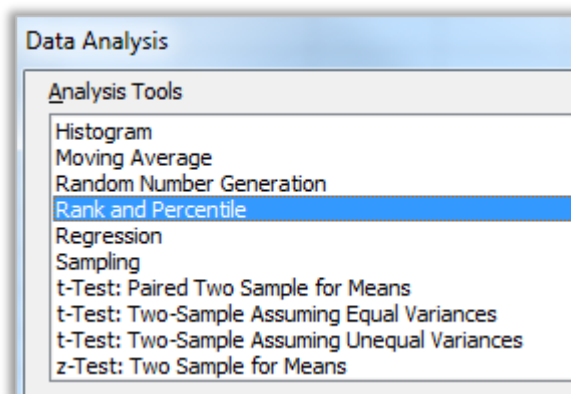 Data Analysis
Analysis Tools
Histogram
Moving Average
Random Number Generation
Rank and Percentile
Regression
Sampling
t-Test: Paired Two Sample for Means
t-Test: Two-Sample Assuming Equal Variances
t-Test: Two-Sample Assuming Unequal Variances
z-Test: Two Sample for Means